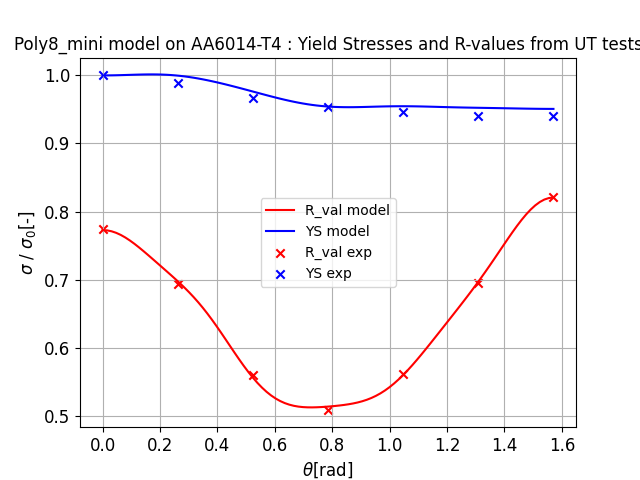 Poly8_mini model on AA6014-T4 : Yield Stresses and R-values from UT tests
1.0
0.9
0.8
0.7
0.6
0.5
σ / σ₀[-]
R_val model
YS model
R_val exp
YS exp
0.0 0.2 0.4 0.6 0.8 1.0 1.2 1.4 1.6
θ[rad]